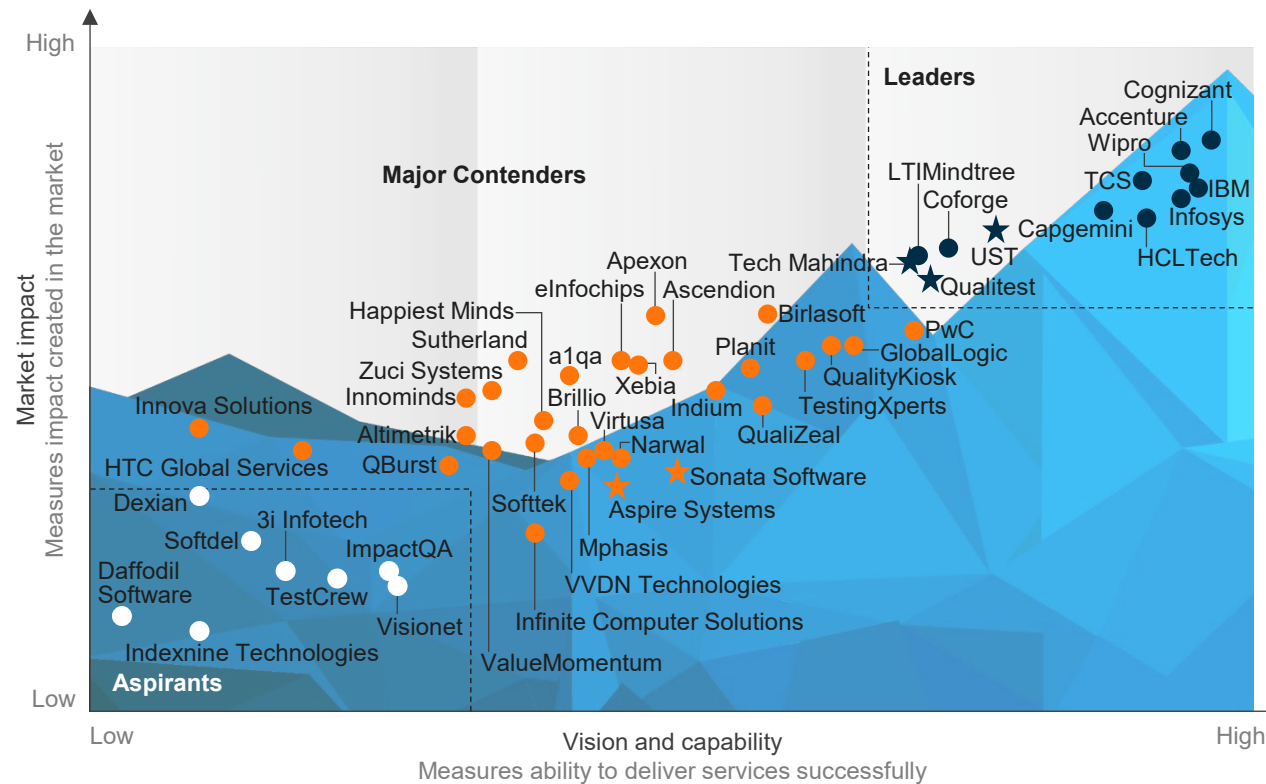 High
Leaders
Cognizant
Accenture
Wipro
Major Contenders
LTIMindtree
TCS
IBM
Coforge
Infosys
Capgemini
UST
HCLTech
Tech Mahindra
Qualitest
Apexon
eInfochips
Ascendion
Happiest Minds
Birlasoft
PwC
Sutherland
a1qa
Planit
GlobalLogic
Zuci Systems
Xebia
QualityKiosk
Innominds
Brillio
Indium
TestingXperts
Innova Solutions
Virtusa
QualiZeal
Altimetrik
Narwal
HTC Global Services
QBurst
Sonata Software
Dexian
Softtek
Aspire Systems
3i Infotech
Softdel
ImpactQA
Mphasis
Daffodil
Software
TestCrew
VVDN Technologies
Visionet
Infinite Computer Solutions
Indexnine Technologies
ValueMomentum
Aspirants
Low
Market impact
Measures impact created in the market
Low
High
Vision and capability
Measures ability to deliver services successfully